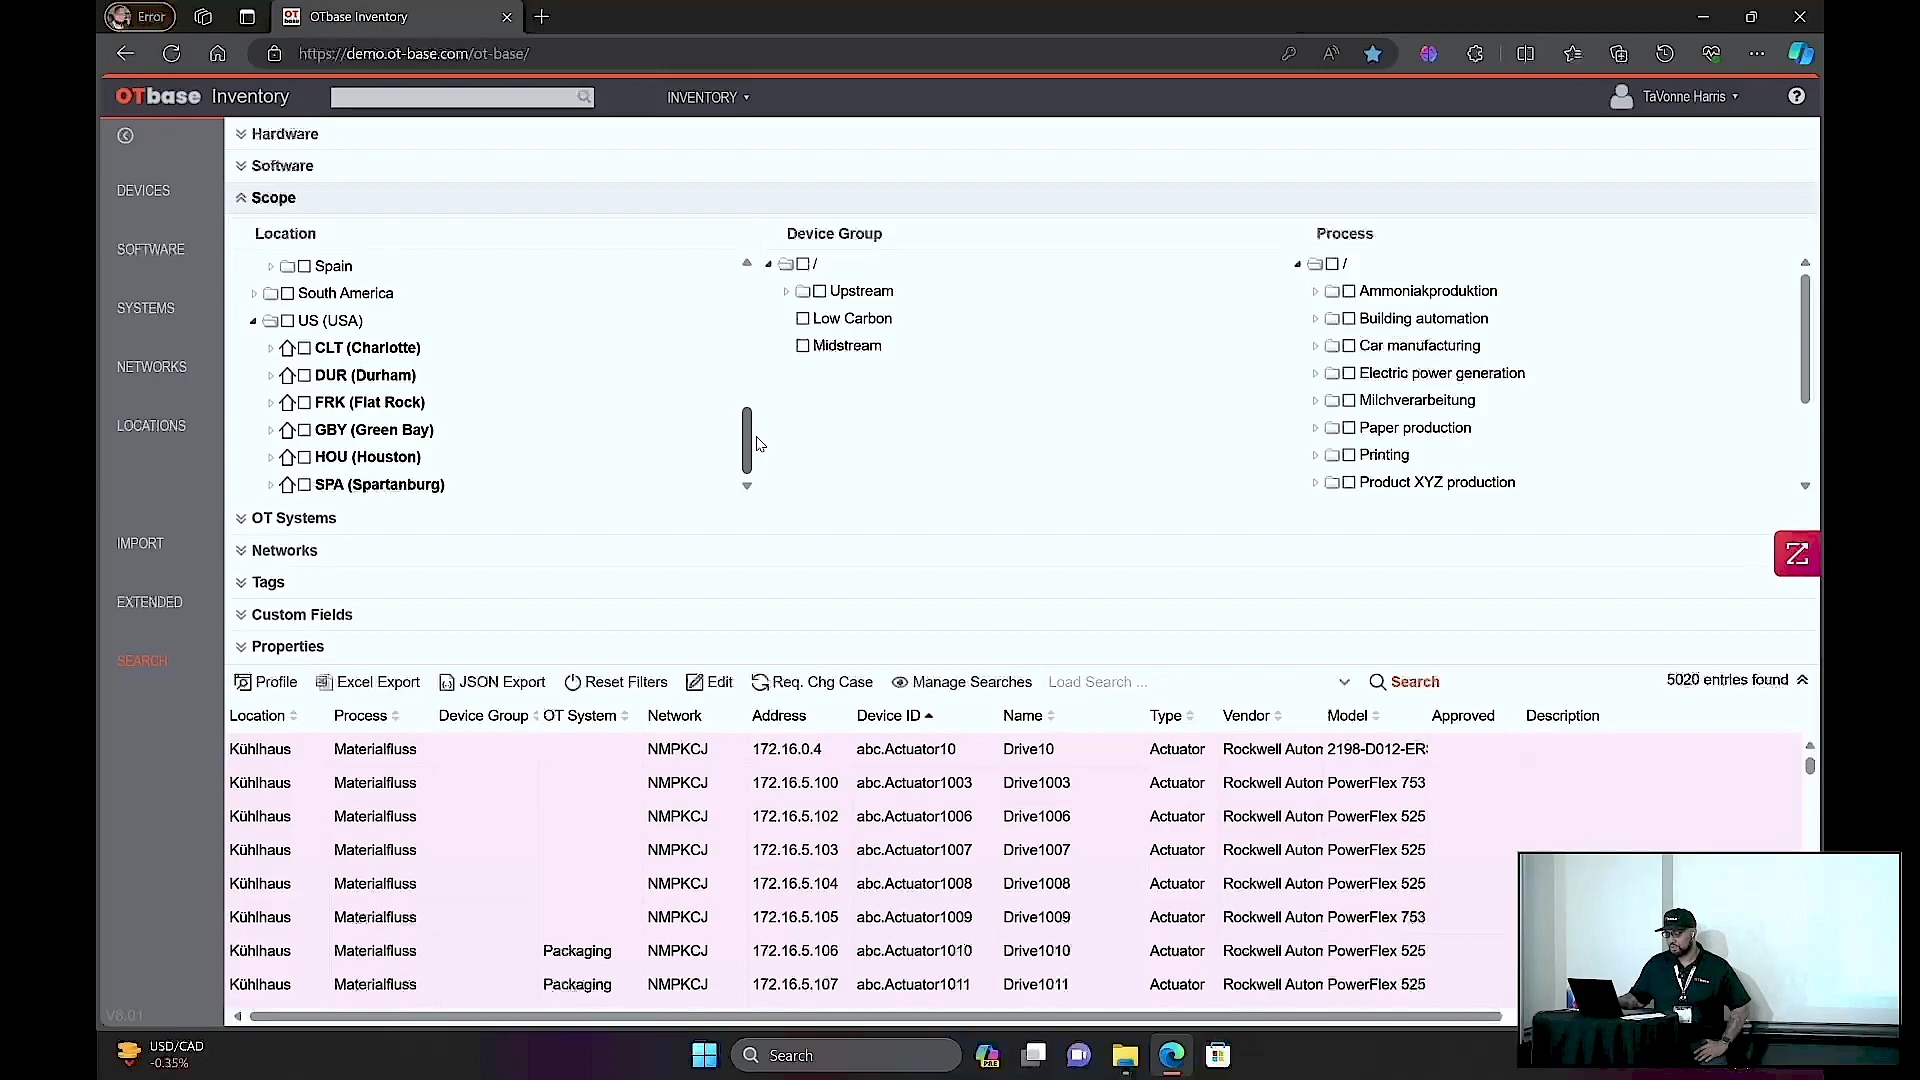 Error
OTbase Inventory
https://demo.ot-base.com/ot-base/
OTbase Inventory
INVENTORY
TaVonne Harris
DEVICES
SOFTWARE
SYSTEMS
NETWORKS
LOCATIONS
IMPORT
EXTENDED
SEARCH
V8.01
Hardware
Software
Scope
Location Device Group Process
Spain / /
South America Upstream Ammoniakproduktion
US (USA) Low Carbon Building automation
CLT (Charlotte) Midstream Car manufacturing
DUR (Durham) Electric power generation
FRK (Flat Rock) Milchverarbeitung
GBY (Green Bay) Paper production
HOU (Houston) Printing
SPA (Spartanburg) Product XYZ production
OT Systems
Networks
Tags
Custom Fields
Properties
Profile Excel Export JSON Export Reset Filters Edit Req. Chg Case Manage Searches Load Search ... Search 5020 entries found
Location Process Device Group OT System Network Address Device ID Name Type Vendor Model Approved Description
Kühlhaus Materialfluss NMPKCJ 172.16.0.4 abc.Actuator10 Drive10 Actuator Rockwell Auton 2198-D012-ER
Kühlhaus Materialfluss NMPKCJ 172.16.5.100 abc.Actuator1003 Drive1003 Actuator Rockwell Auton PowerFlex 753
Kühlhaus Materialfluss NMPKCJ 172.16.5.102 abc.Actuator1006 Drive1006 Actuator Rockwell Auton PowerFlex 525
Kühlhaus Materialfluss NMPKCJ 172.16.5.103 abc.Actuator1007 Drive1007 Actuator Rockwell Auton PowerFlex 525
Kühlhaus Materialfluss NMPKCJ 172.16.5.104 abc.Actuator1008 Drive1008 Actuator Rockwell Auton PowerFlex 525
Kühlhaus Materialfluss NMPKCJ 172.16.5.105 abc.Actuator1009 Drive1009 Actuator Rockwell Auton PowerFlex 753
Kühlhaus Materialfluss Packaging NMPKCJ 172.16.5.106 abc.Actuator1010 Drive1010 Actuator Rockwell Auton PowerFlex 525
Kühlhaus Materialfluss Packaging NMPKCJ 172.16.5.107 abc.Actuator1011 Drive1011 Actuator Rockwell Auton PowerFlex 525
USD/CAD
-0.35%
Search